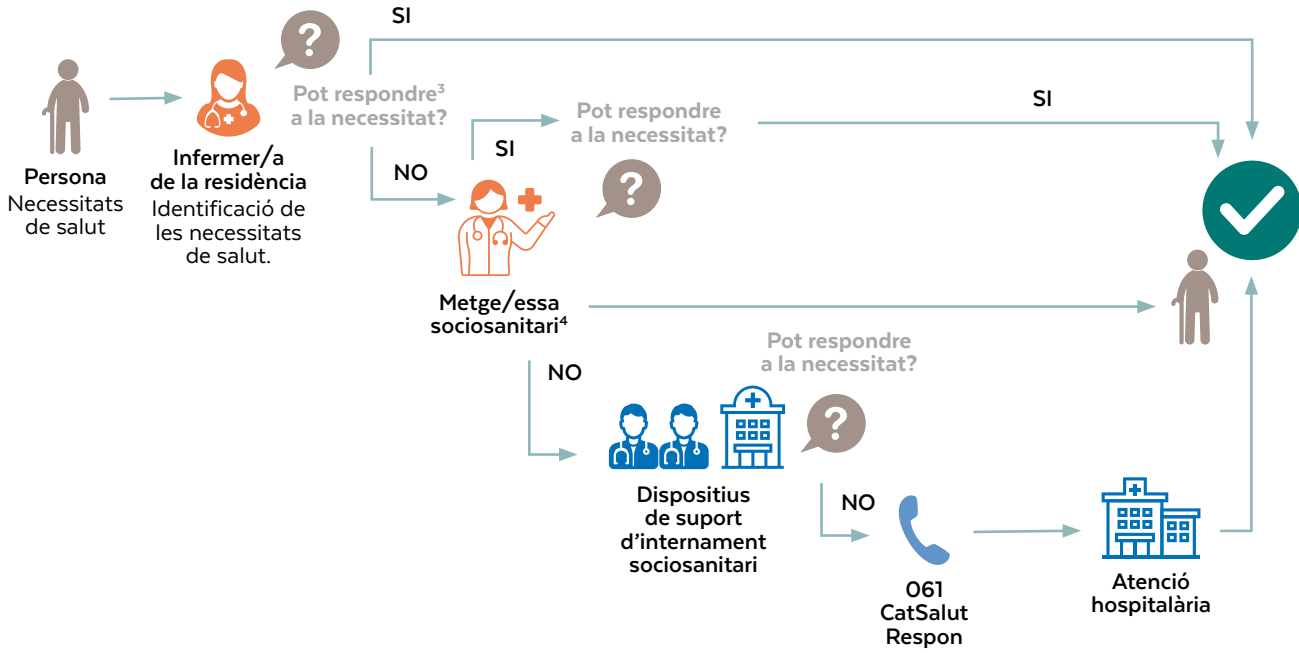 SI
Pot respondre³
a la necessitat?
Pot respondre
a la necessitat?
SI
SI
NO
Persona
Necessitats
de salut
Infermer/a
de la residència
Identificació de
les necessitats
de salut.
Metge/essa
sociosanitari⁴
Pot respondre
a la necessitat?
NO
Dispositius
de suport
d'internament
sociosanitari
NO
061
CatSalut
Respon
Atenció
hospitalària